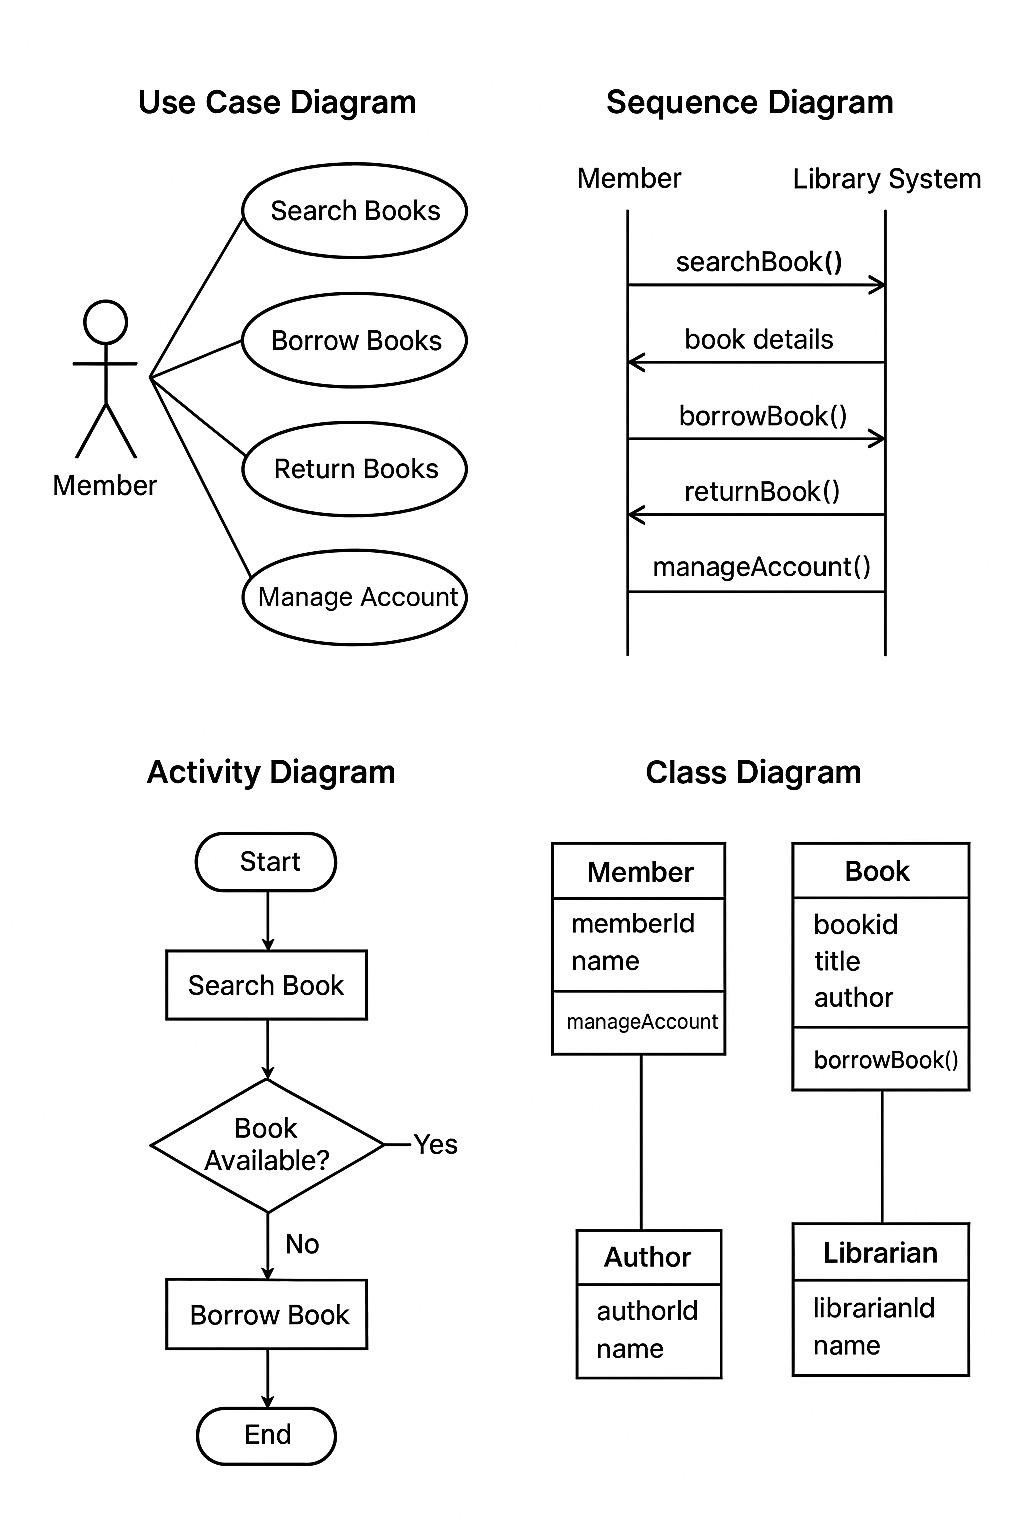 Use Case Diagram
Search Books
Borrow Books
Return Books
Manage Account
Member
Sequence Diagram
Member
Library System
searchBook()
book details
borrowBook()
returnBook()
manageAccount()
Activity Diagram
Start
Search Book
Book
Available?
Yes
No
Borrow Book
End
Class Diagram
Member
memberId
name
manageAccount
Book
bookid
title
author
borrowBook()
Author
authorId
name
Librarian
librarianId
name